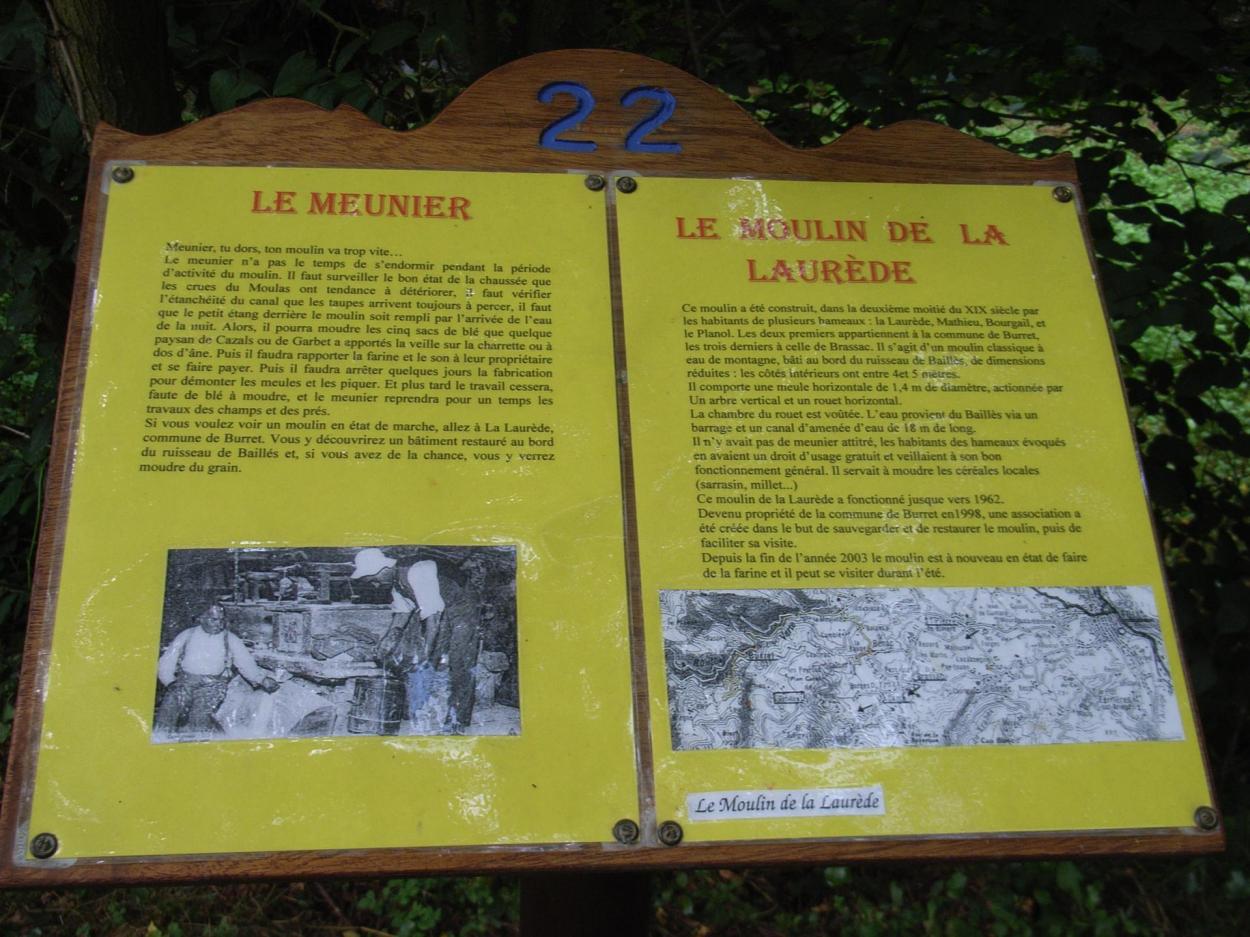 22
LE MEUNIER
Meunier, tu dors, ton moulin va trop vite…
Le meunier n'a pas le temps de s'endormir pendant la période
d'activité du moulin. Il faut surveiller le bon état de la chaussée que
les crues du Moulas ont tendance à détériorer, il faut vérifier
l'étanchéité du canal que les taupes arrivent toujours à percer, il faut
que le petit étang derrière le moulin soit rempli par l'arrivée de l'eau
de la nuit. Alors, il pourra moudre les cinq sacs de blé que quelque
paysan de Cazals ou de Garbet a apportés la veille sur la charrette ou à
dos d'âne. Puis il faudra rapporter la farine et le son à leur propriétaire
et se faire payer. Puis il faudra arrêter quelques jours la fabrication
pour démonter les meules et les piquer. Et plus tard le travail cessera,
faute de blé à moudre, et le meunier reprendra pour un temps les
travaux des champs et des prés.
Si vous voulez voir un moulin en état de marche, allez à La Laurède,
commune de Burret. Vous y découvrirez un bâtiment restauré au bord
du ruisseau de Baillés et, si vous avez de la chance, vous y verrez
moudre du grain.
LE MOULIN DE LA
LAURÈDE
Ce moulin a été construit, dans la deuxième moitié du XIX siècle par
les habitants de plusieurs hameaux : la Laurède, Mathieu, Bourgail, et
le Planol. Les deux premiers appartiennent à la commune de Burret,
les trois derniers à celle de Brassac. Il s'agit d'un moulin classique à
eau de montagne, bâti au bord du ruisseau de Baillès, de dimensions
réduites : les côtés intérieurs ont entre 4et 5 mètres.
Il comporte une meule horizontale de 1,4 m de diamètre, actionnée par
Un arbre vertical et un rouet horizontal.
La chambre du rouet est voûtée. L'eau provient du Baillès via un
barrage et un canal d'amenée d'eau de 18 m de long.
Il n'y avait pas de meunier attitré, les habitants des hameaux évoqués
en avaient un droit d'usage gratuit et veillaient à son bon
fonctionnement général. Il servait à moudre les céréales locales
(sarrasin, millet...)
Ce moulin de la Laurède a fonctionné jusque vers 1962.
Devenu propriété de la commune de Burret en1998, une association a
été créée dans le but de sauvegarder et de restaurer le moulin, puis de
faciliter sa visite.
Depuis la fin de l'année 2003 le moulin est à nouveau en état de faire
de la farine et il peut se visiter durant l'été.
Le Moulin de la Laurède